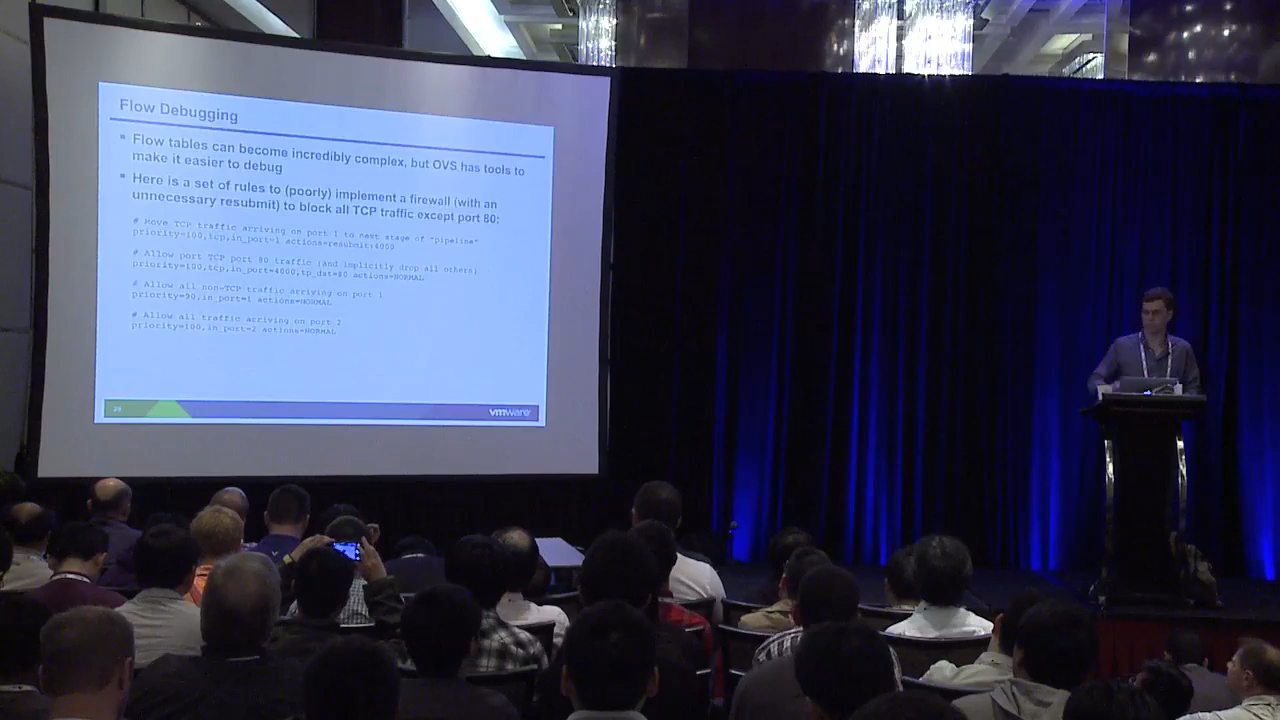 Flow Debugging
Flow tables can become incredibly complex, but OVS has tools to
make it easier to debug
Here is a set of rules to (poorly) implement a firewall (with an
unnecessary resubmit) to block all TCP traffic except port 80:
# Move TCP traffic arriving on port 1 to next stage of "pipeline"
priority=100,tcp,in_port=1 actions=resubmit:4000
# Allow port TCP port 80 traffic (and implicitly drop all others)
priority=100,tcp,in_port=4000,tp_dst=80 actions=NORMAL
# Allow all non-TCP traffic arriving on port 1
priority=90,in_port=1 actions=NORMAL
# Allow all traffic arriving on port 2
priority=100,in_port=2 actions=NORMAL
vmware